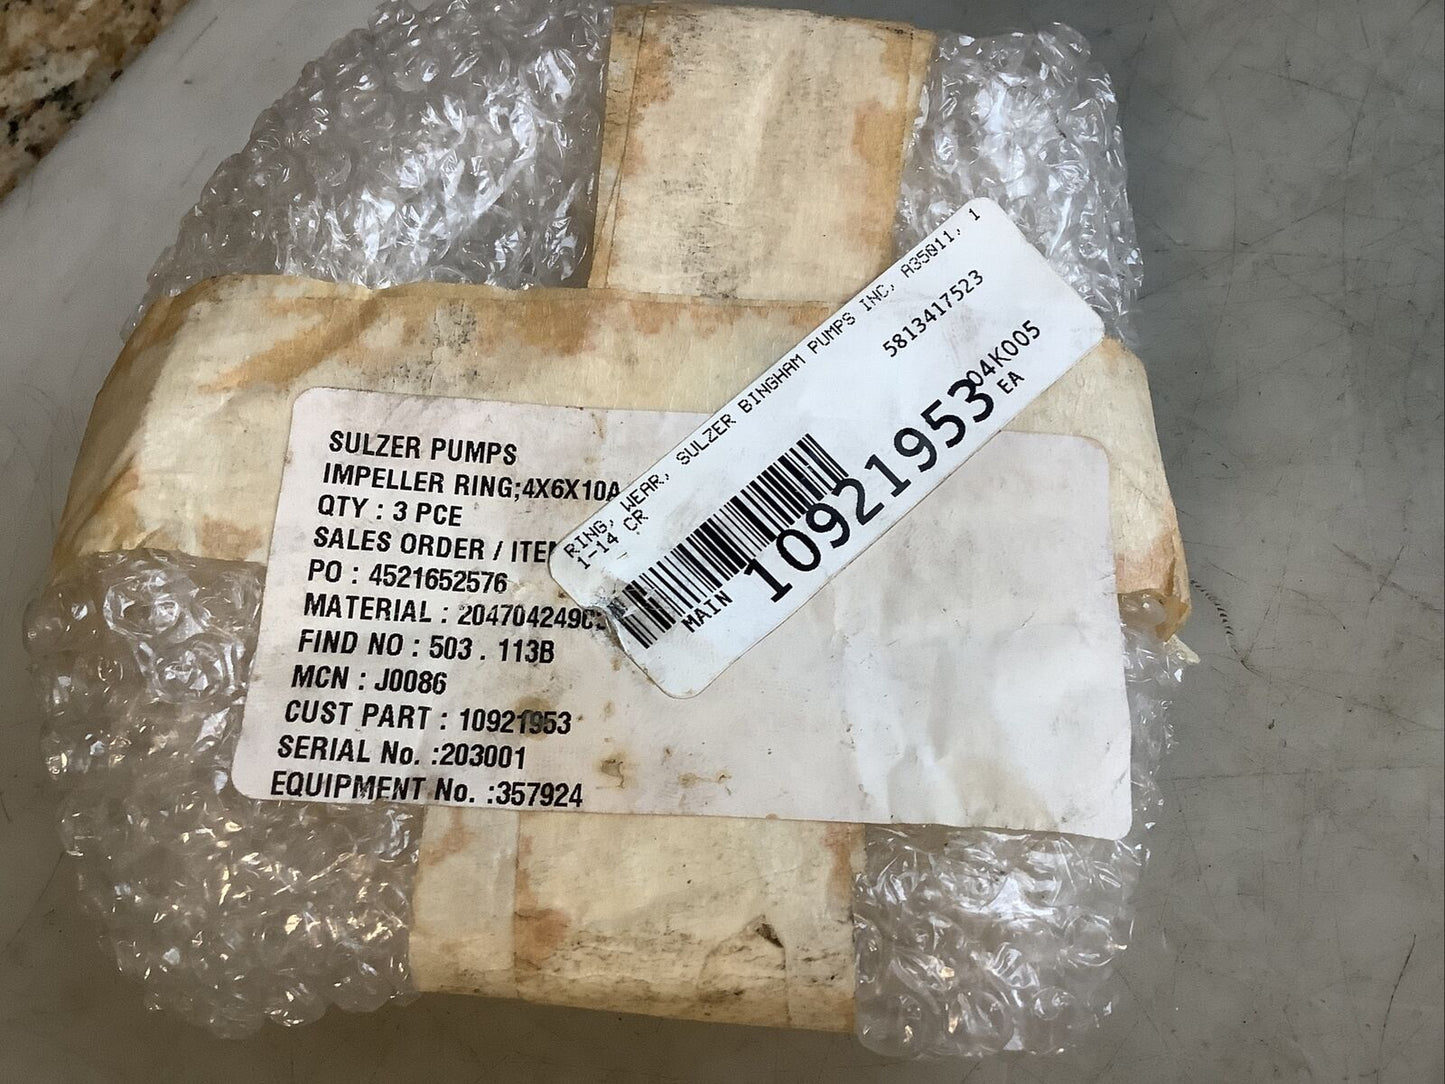 SULZER PUMPS
IMPELLER RING;4X6X10A
QTY : 3 PCE
SALES ORDER / ITEM
PO : 4521652576
MATERIAL : 204704249
FIND NO : 503 . 113B
MCN : J0086
CUST PART : 10921953
SERIAL No. :203001
EQUIPMENT No. :357924
RING, WEAR, SULZER BINGHAM PUMPS INC, A35011, 1
1-14 CR
5813417523
04K005
EA
10921953
MAIN